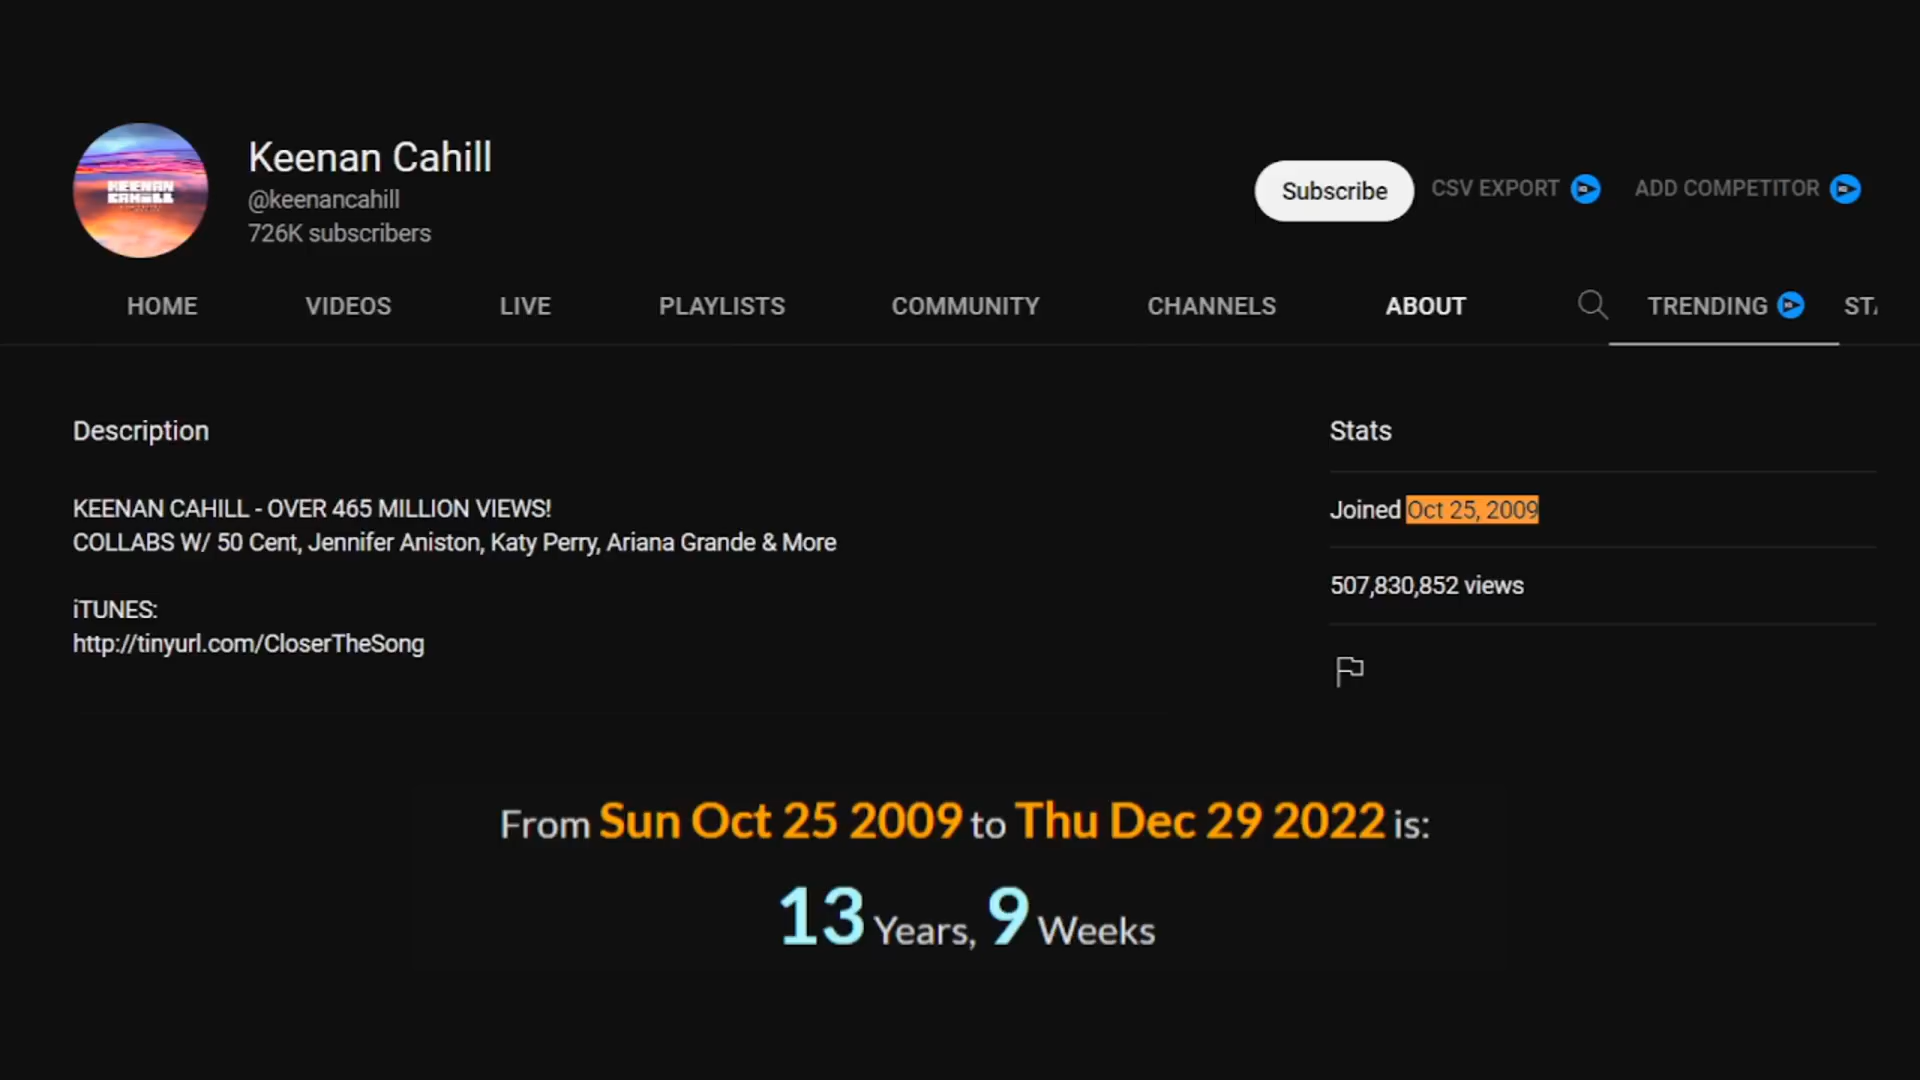 Keenan Cahill
@keenancahill
726K subscribers
KEENAN
CAHILL
Subscribe
CSV EXPORT
ADD COMPETITOR
HOME
VIDEOS
LIVE
PLAYLISTS
COMMUNITY
CHANNELS
ABOUT
TRENDING
STA
Description
KEENAN CAHILL - OVER 465 MILLION VIEWS!
COLLABS W/ 50 Cent, Jennifer Aniston, Katy Perry, Ariana Grande & More
iTUNES:
http://tinyurl.com/CloserTheSong
Stats
Joined Oct 25, 2009
507,830,852 views
From Sun Oct 25 2009 to Thu Dec 29 2022 is:
13 Years, 9 Weeks